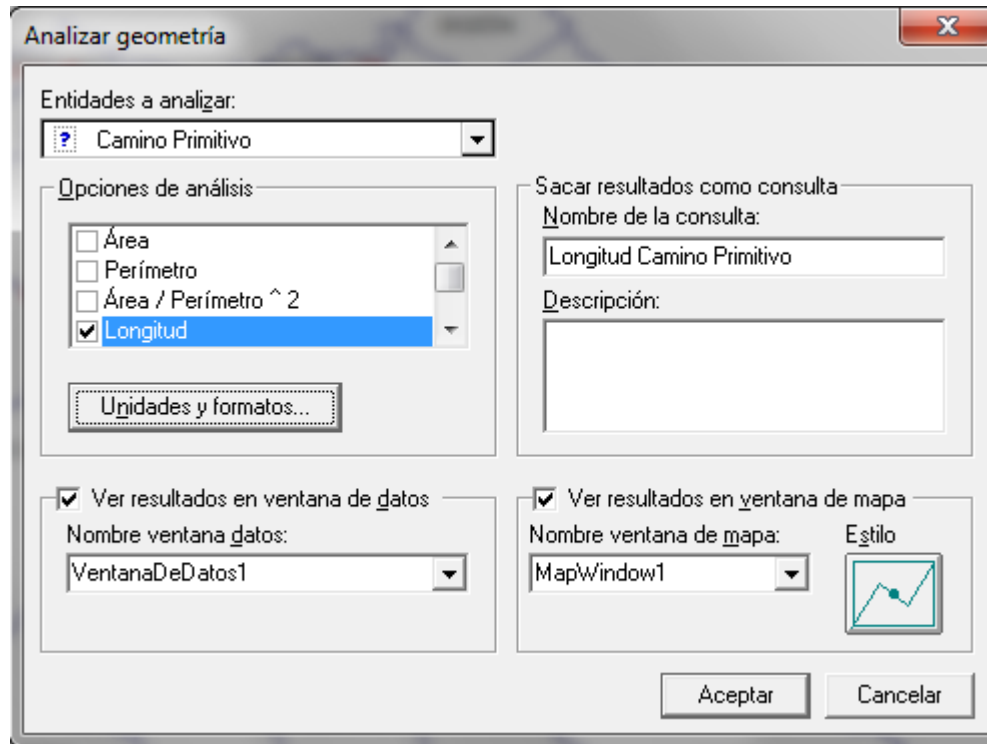 Analizar geometría
Entidades a analizar:
? Camino Primitivo
Opciones de análisis
Área
Perímetro
Área / Perímetro ^ 2
Longitud
Unidades y formatos...
Sacar resultados como consulta
Nombre de la consulta:
Longitud Camino Primitivo
Descripción:
Ver resultados en ventana de datos
Nombre ventana datos:
VentanaDeDatos1
Ver resultados en ventana de mapa
Nombre ventana de mapa:
Estilo
MapWindow1
Aceptar
Cancelar